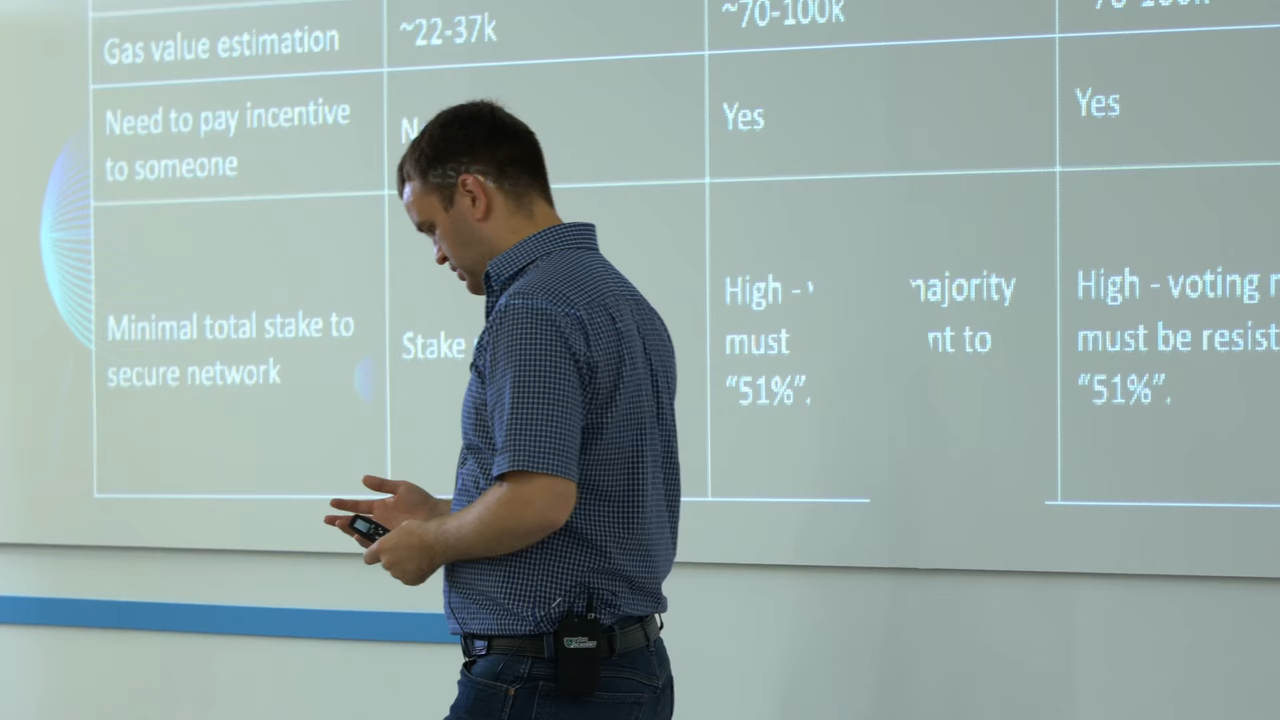 Gas value estimation
~22-37k
~70-100k
Need to pay incentive
to someone
Yes
Yes
Minimal total stake to
secure network
Stake
High -
must
to
"51%".
High - voting
must be resist
"51%".